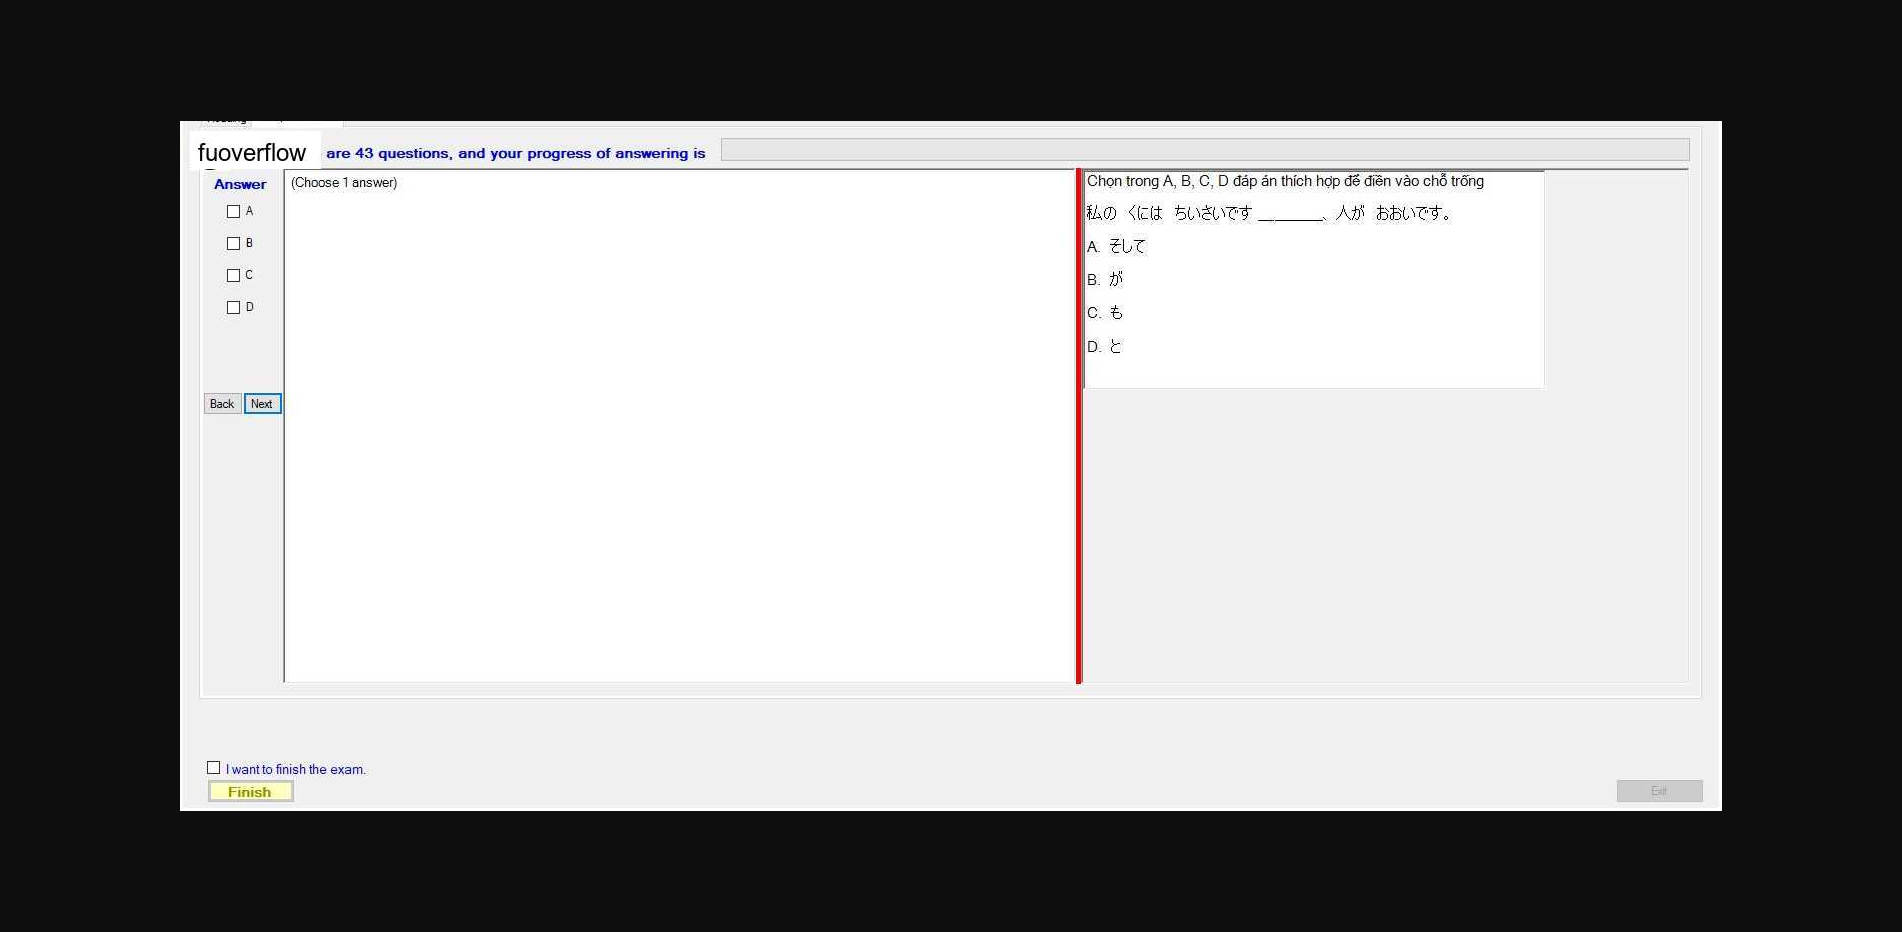 fuoverflow are 43 questions, and your progress of answering is
Answer
(Choose 1 answer)
A
B
C
D
Back Next
Chọn trong A, B, C, D đáp án thích hợp để điền vào chỗ trống
私の くには ちいさいです ________、人が おおいです。
A. そして
B. が
C. も
D. と
I want to finish the exam.
Finish
Exit